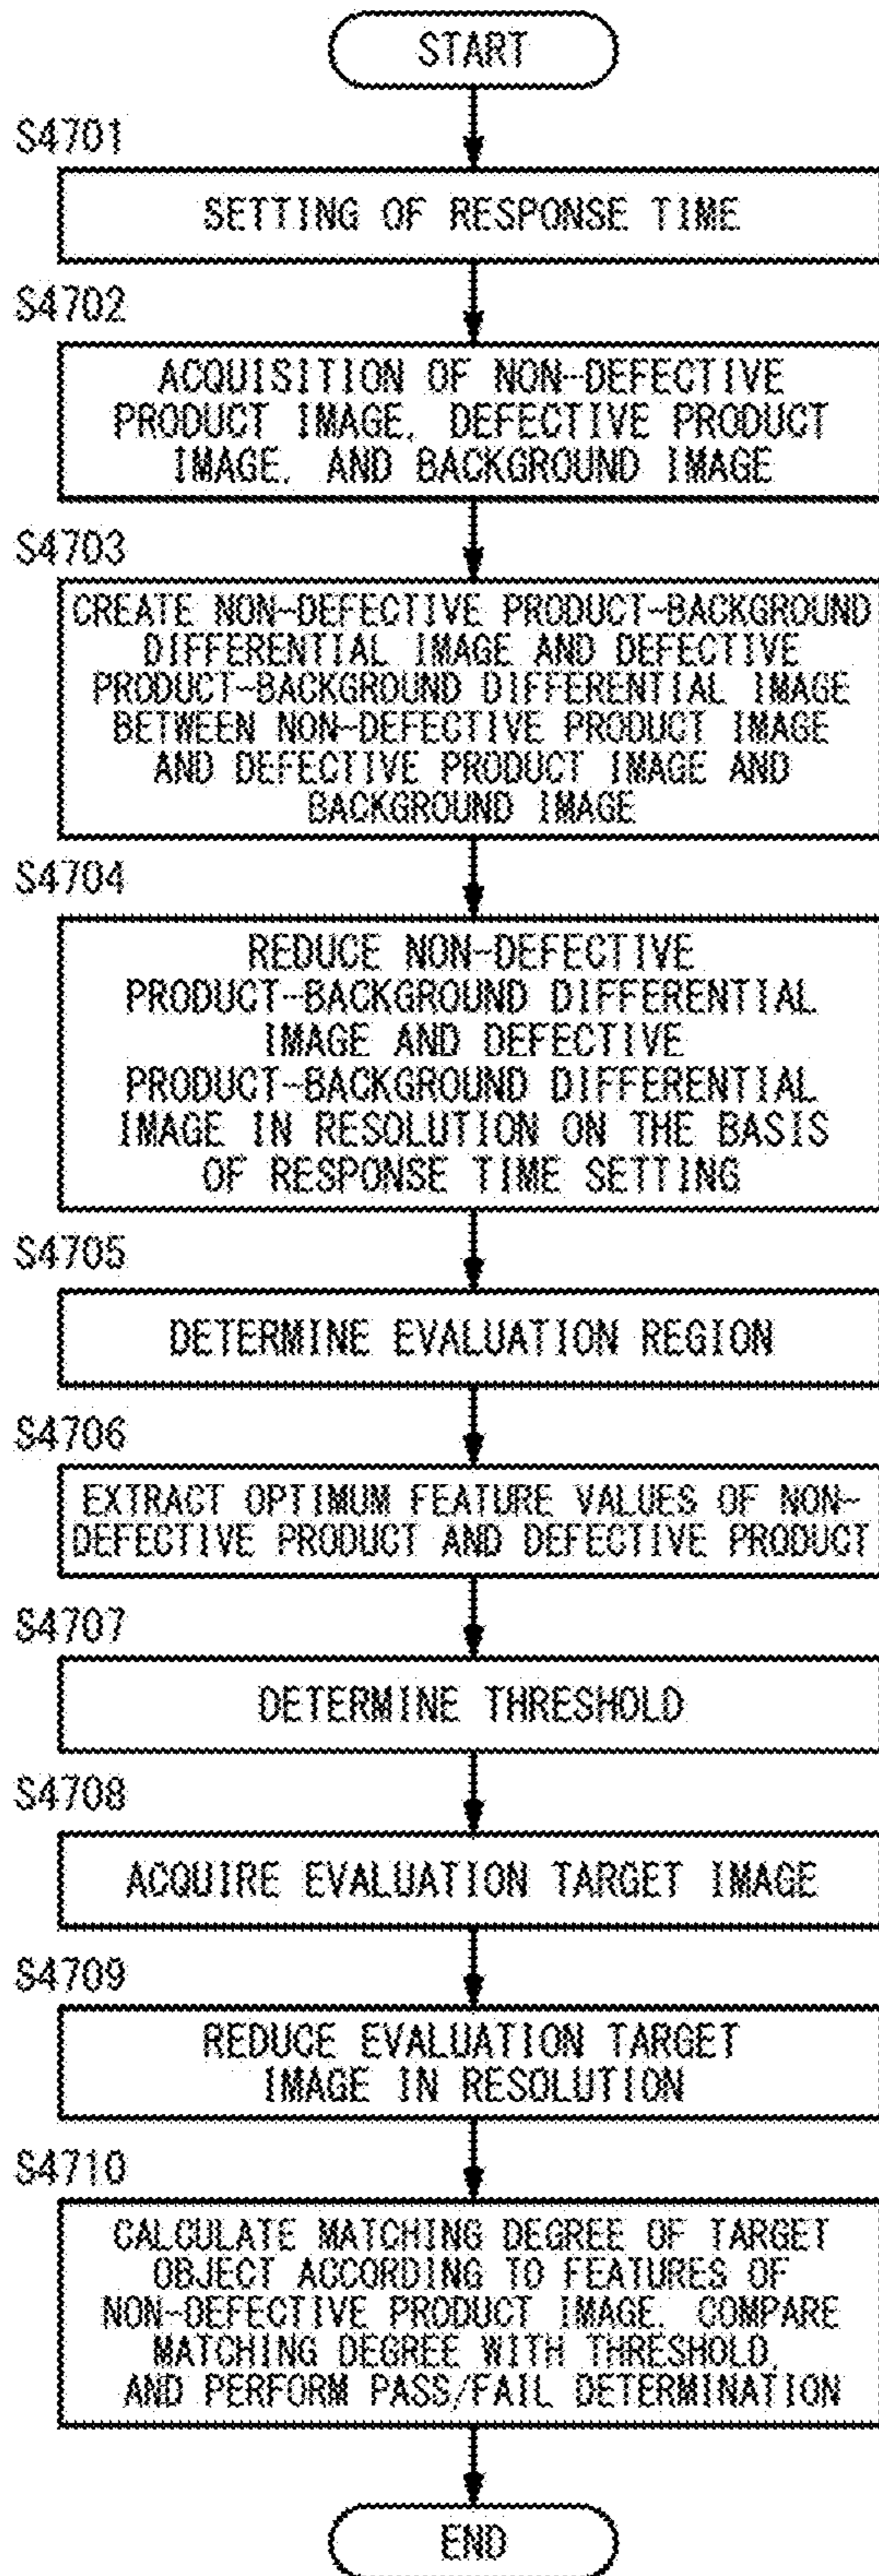 START
S4701
SETTING OF RESPONSE TIME
S4702
ACQUISITION OF NON-DEFECTIVE
PRODUCT IMAGE, DEFECTIVE PRODUCT
IMAGE, AND BACKGROUND IMAGE
S4703
CREATE NON-DEFECTIVE PRODUCT-BACKGROUND
DIFFERENTIAL IMAGE AND DEFECTIVE
PRODUCT-BACKGROUND DIFFERENTIAL IMAGE
BETWEEN NON-DEFECTIVE PRODUCT IMAGE
AND DEFECTIVE PRODUCT IMAGE AND
BACKGROUND IMAGE
S4704
REDUCE NON-DEFECTIVE
PRODUCT-BACKGROUND DIFFERENTIAL
IMAGE AND DEFECTIVE
PRODUCT-BACKGROUND DIFFERENTIAL
IMAGE IN RESOLUTION ON THE BASIS
OF RESPONSE TIME SETTING
S4705
DETERMINE EVALUATION REGION
S4706
EXTRACT OPTIMUM FEATURE VALUES OF NON-
DEFECTIVE PRODUCT AND DEFECTIVE PRODUCT
S4707
DETERMINE THRESHOLD
S4708
ACQUIRE EVALUATION TARGET IMAGE
S4709
REDUCE EVALUATION TARGET
IMAGE IN RESOLUTION
S4710
CALCULATE MATCHING DEGREE OF TARGET
OBJECT ACCORDING TO FEATURES OF
NON-DEFECTIVE PRODUCT IMAGE, COMPARE
MATCHING DEGREE WITH THRESHOLD,
AND PERFORM PASS/FAIL DETERMINATION
END